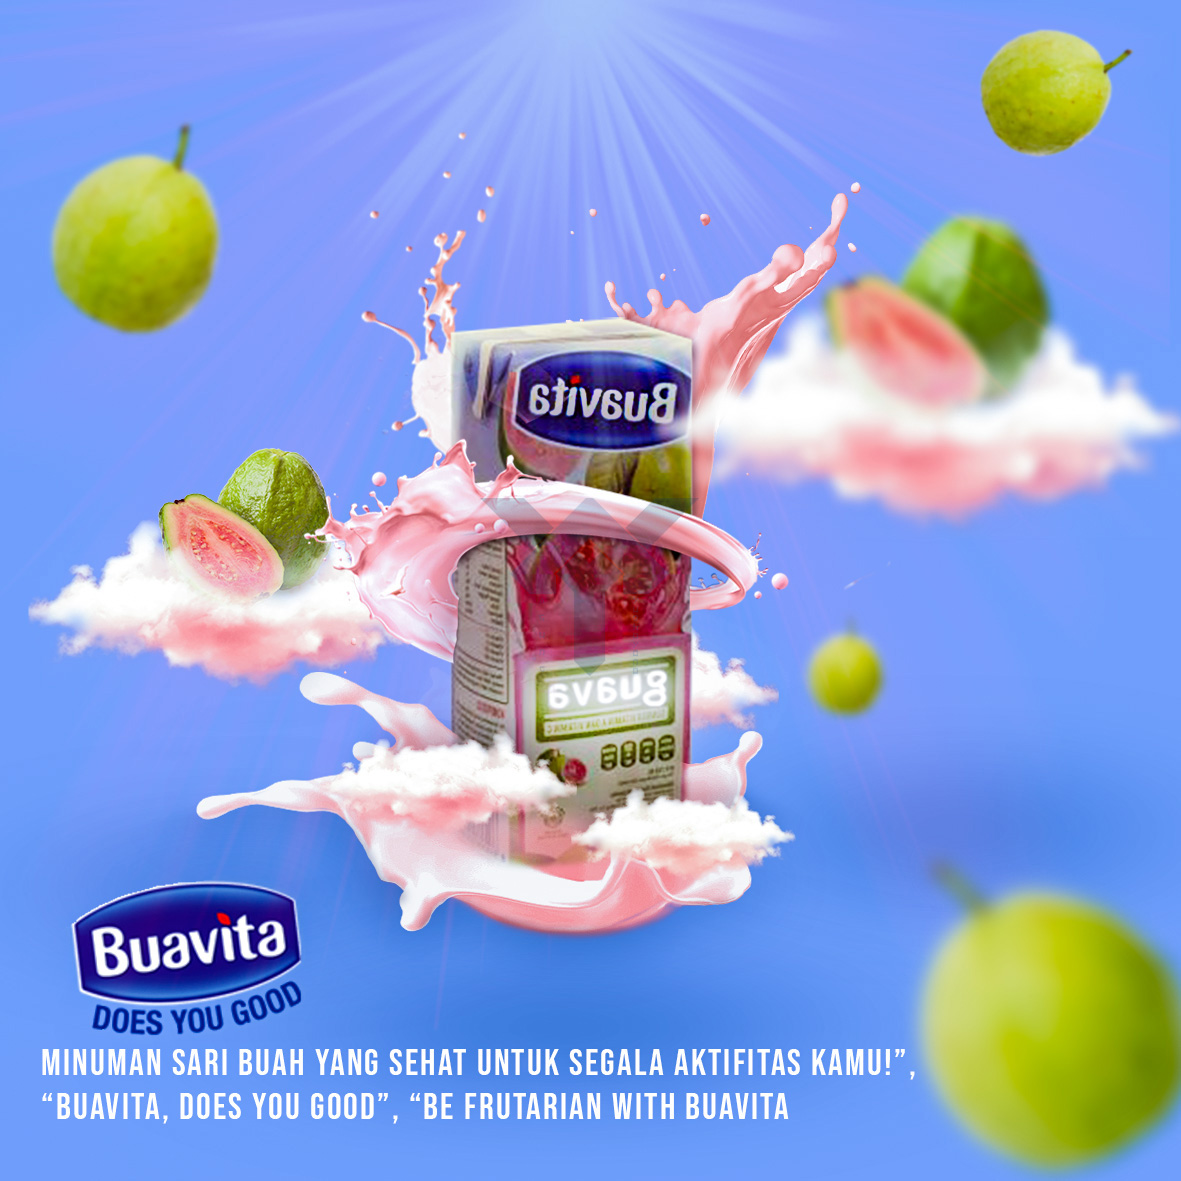 Buavita
guava
Buavita
DOES YOU GOOD
MINUMAN SARI BUAH YANG SEHAT UNTUK SEGALA AKTIFITAS KAMU!”,
“BUAVITA, DOES YOU GOOD”, “BE FRUTARIAN WITH BUAVITA